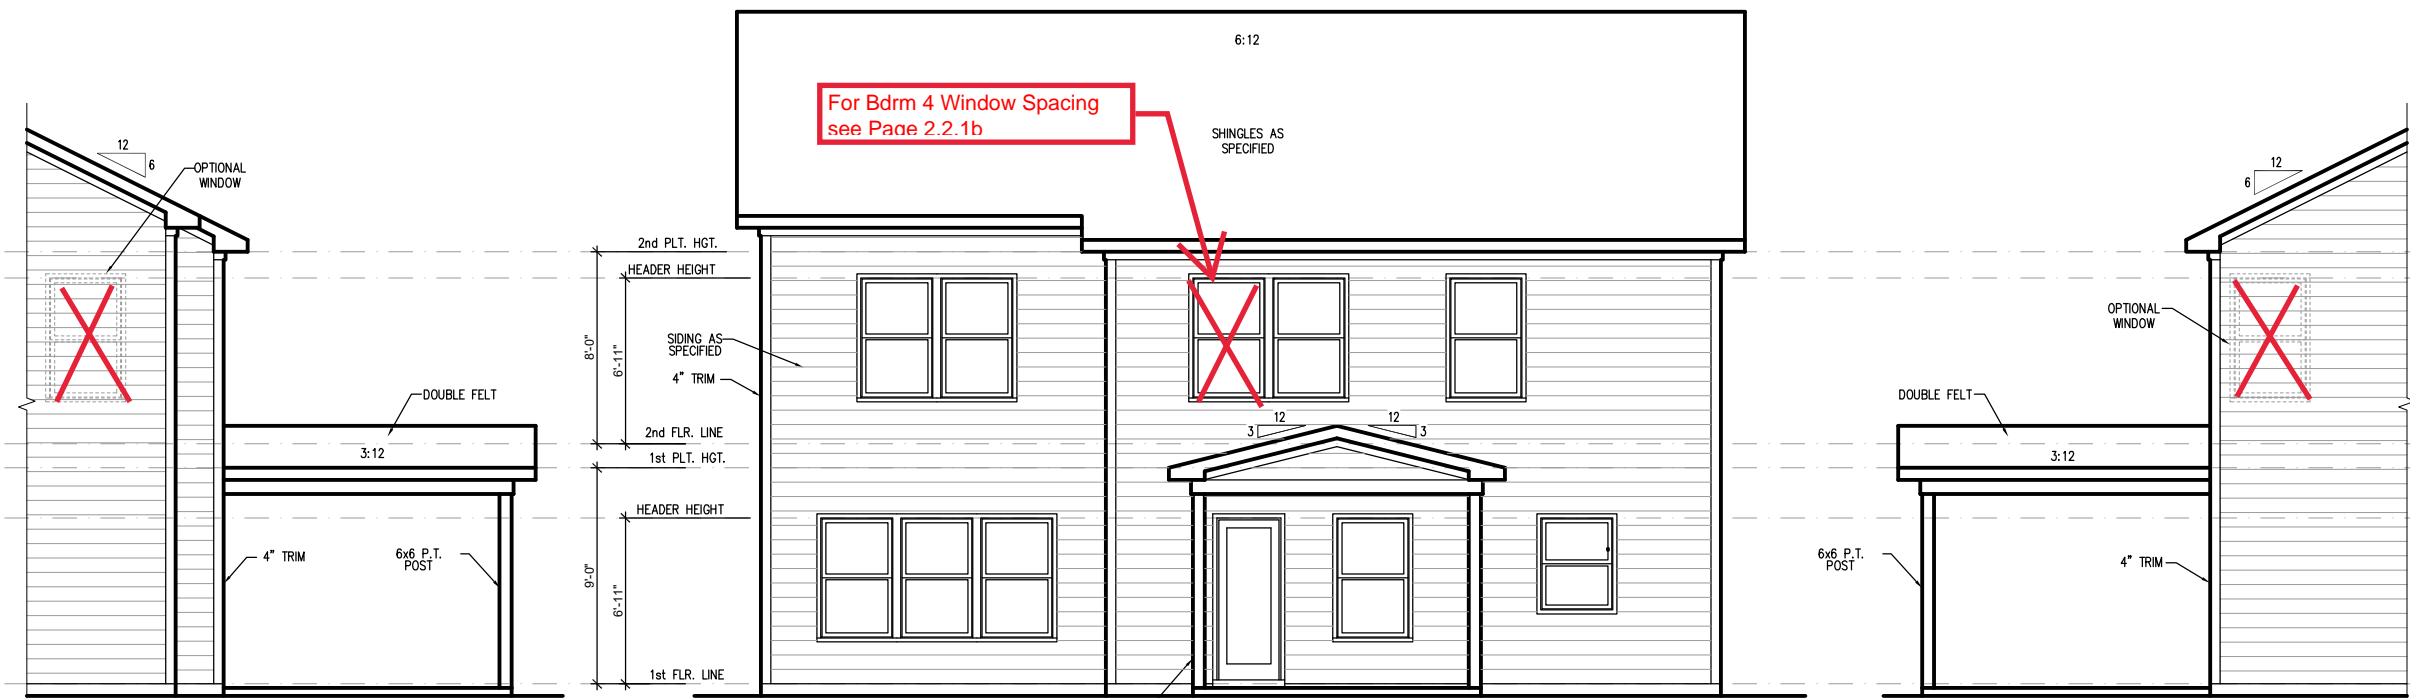 6:12
For Bdrm 4 Window Spacing
see Page 2.2.1b
SHINGLES AS
SPECIFIED
12
6
OPTIONAL
WINDOW
DOUBLE FELT
3:12
4" TRIM
6x6 P.T.
POST
2nd PLT. HGT.
HEADER HEIGHT
8'-0"
6'-11"
SIDING AS
SPECIFIED
4" TRIM
2nd FLR. LINE
1st PLT. HGT.
HEADER HEIGHT
9'-0"
6'-11"
1st FLR. LINE
12
3
12
3
12
6
OPTIONAL
WINDOW
DOUBLE FELT
3:12
6x6 P.T.
POST
4" TRIM